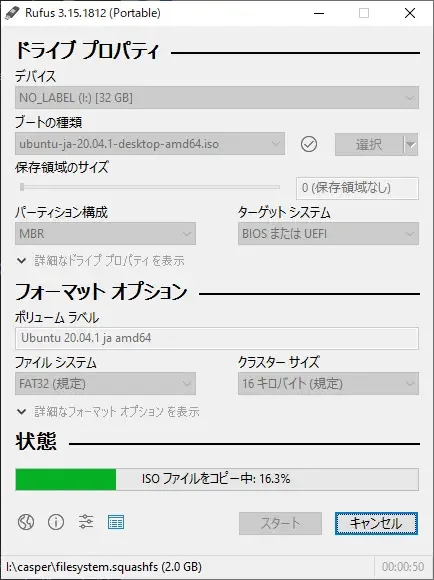 Rufus 3.15.1812 (Portable)
ドライブ プロパティ
デバイス
NO_LABEL (I:) [32 GB]
ブートの種類
ubuntu-ja-20.04.1-desktop-amd64.iso
選択
保存領域のサイズ
0 (保存領域なし)
パーティション構成 ターゲット システム
MBR BIOS または UEFI
詳細なドライブ プロパティを表示
フォーマット オプション
ボリューム ラベル
Ubuntu 20.04.1 ja amd64
ファイル システム クラスター サイズ
FAT32 (規定) 16 キロバイト (規定)
詳細なフォーマット オプションを表示
状態
ISO ファイルをコピー中: 16.3%
スタート キャンセル
I:\casper\filesystem.squashfs (2.0 GB) 00:00:50